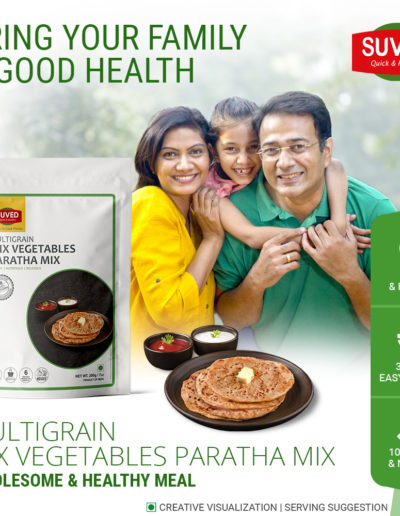 RING YOUR FAMILY
GOOD HEALTH
SUVED
Quick &
SUVED
ULTIGRAIN
IX VEGETABLES
PARATHA MIX
NET WT. 200g
ULTIGRAIN
X VEGETABLES PARATHA MIX
OLESOME & HEALTHY MEAL
&
3
EASY
10
&
CREATIVE VISUALIZATION | SERVING SUGGESTION